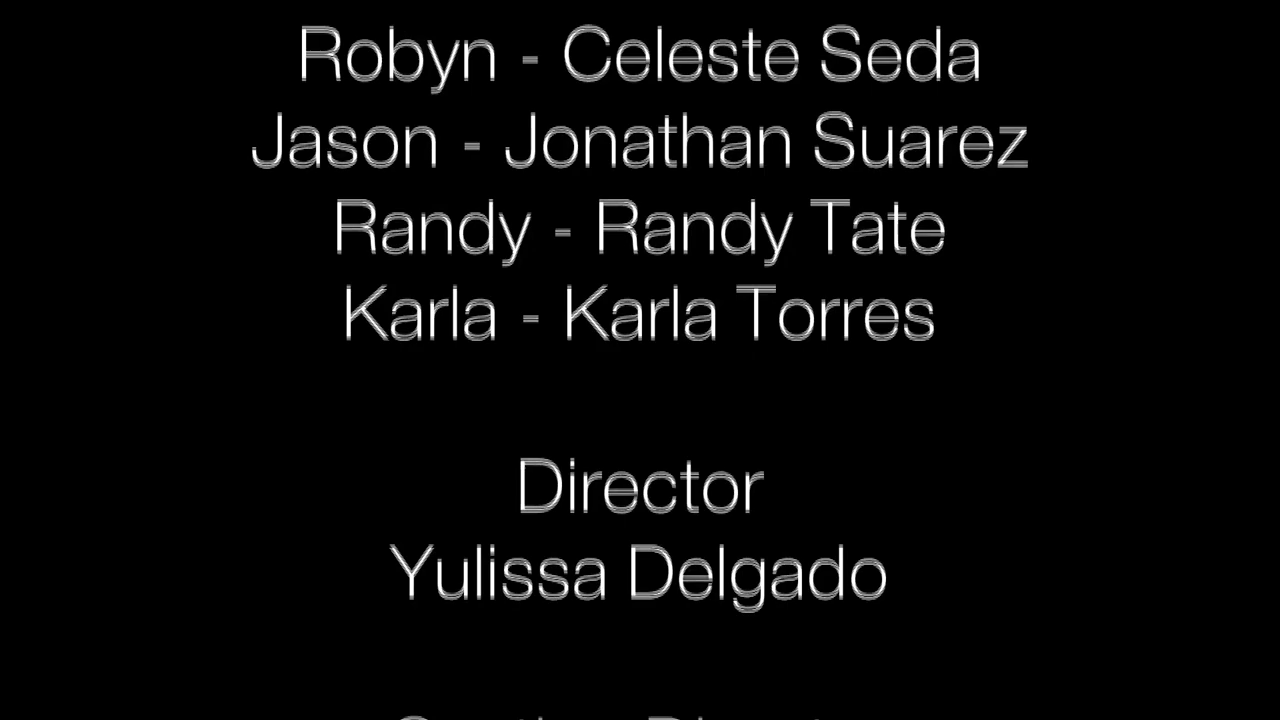 Robyn - Celeste Seda
Jason - Jonathan Suarez
Randy - Randy Tate
Karla - Karla Torres
Director
Yulissa Delgado